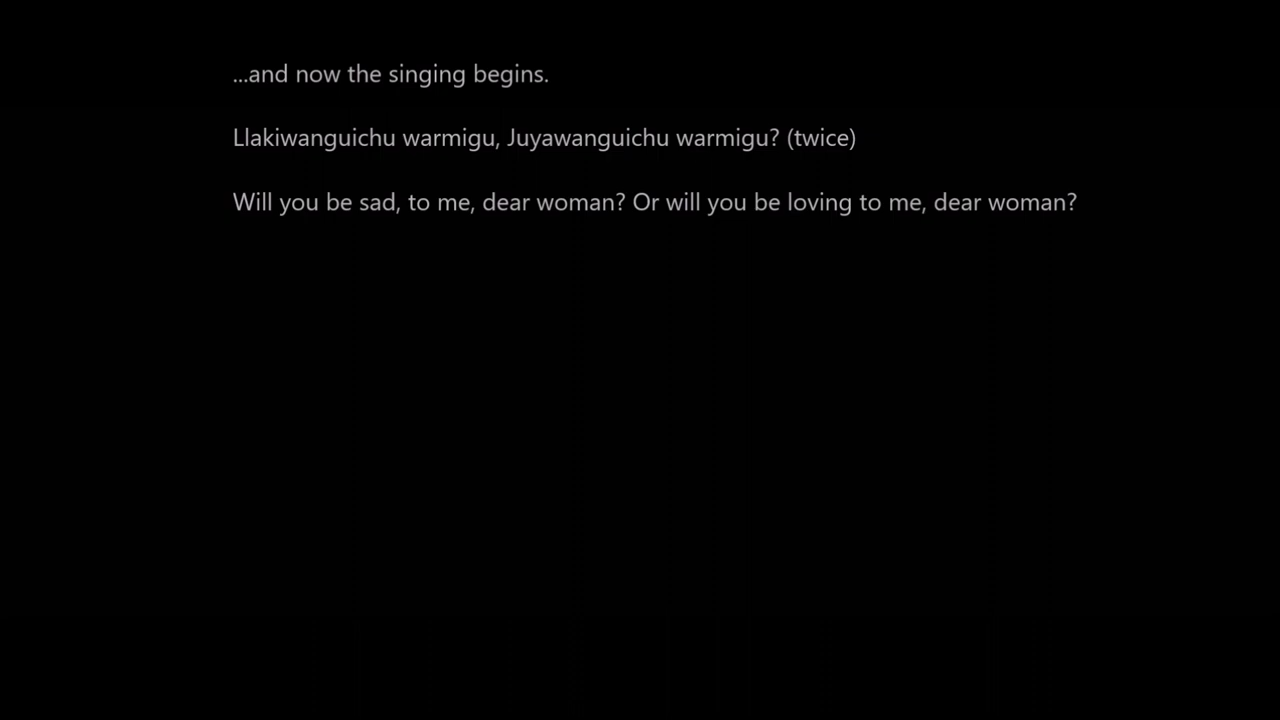 ...and now the singing begins.
Llakiwanguichu warmigu, Juyawanguichu warmigu? (twice)
Will you be sad, to me, dear woman? Or will you be loving to me, dear woman?